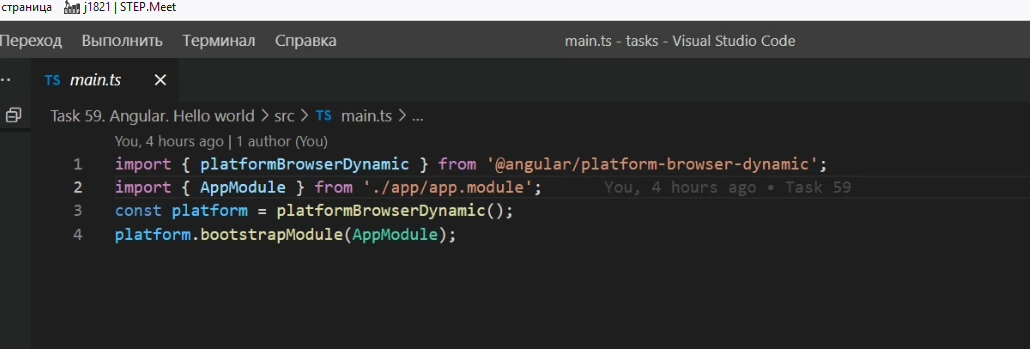 страница j1821 | STEP.Meet
Переход Выполнить Терминал Справка main.ts - tasks - Visual Studio Code
TS main.ts
Task 59. Angular. Hello world > src > TS main.ts > ...
You, 4 hours ago | 1 author (You)
1 import { platformBrowserDynamic } from '@angular/platform-browser-dynamic';
2 import { AppModule } from './app/app.module'; You, 4 hours ago • Task 59
3 const platform = platformBrowserDynamic();
4 platform.bootstrapModule(AppModule);